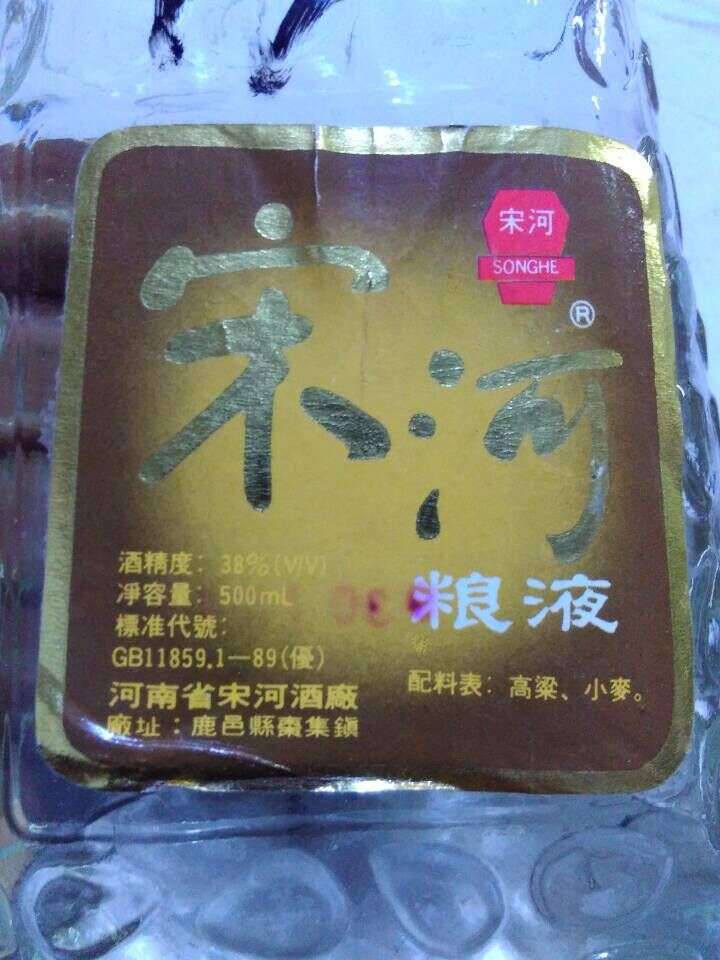 宋河
SONGHE
®
宋河
粮液
酒精度：38%(V/V)
淨容量：500mL
標准代號：
GB11859.1—89(優)
河南省宋河酒廠
廠址：鹿邑縣棗集鎮
配料表：高粱、小麥。